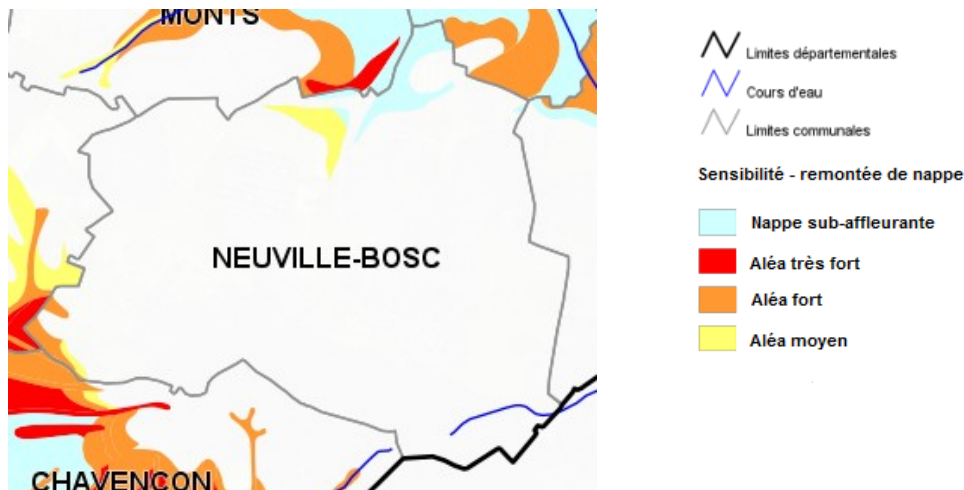 MONTS
NEUVILLE-BOSC
CHAVENCON
Limites départementales
Cours d'eau
Limites communales
Sensibilité - remontée de nappe
Nappe sub-affleurante
Aléa très fort
Aléa fort
Aléa moyen